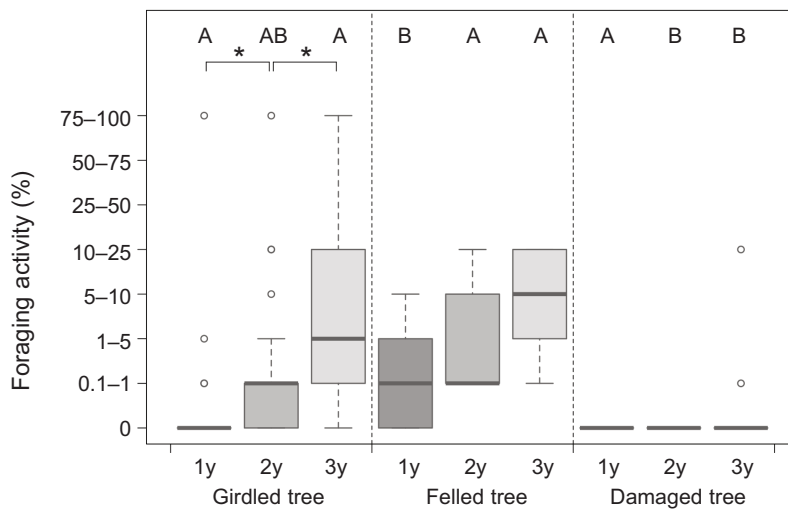 A AB A B A A A B B
* *
Foraging activity (%)
75–100
50–75
25–50
10–25
5–10
1–5
0.1–1
0
1y 2y 3y 1y 2y 3y 1y 2y 3y
Girdled tree Felled tree Damaged tree